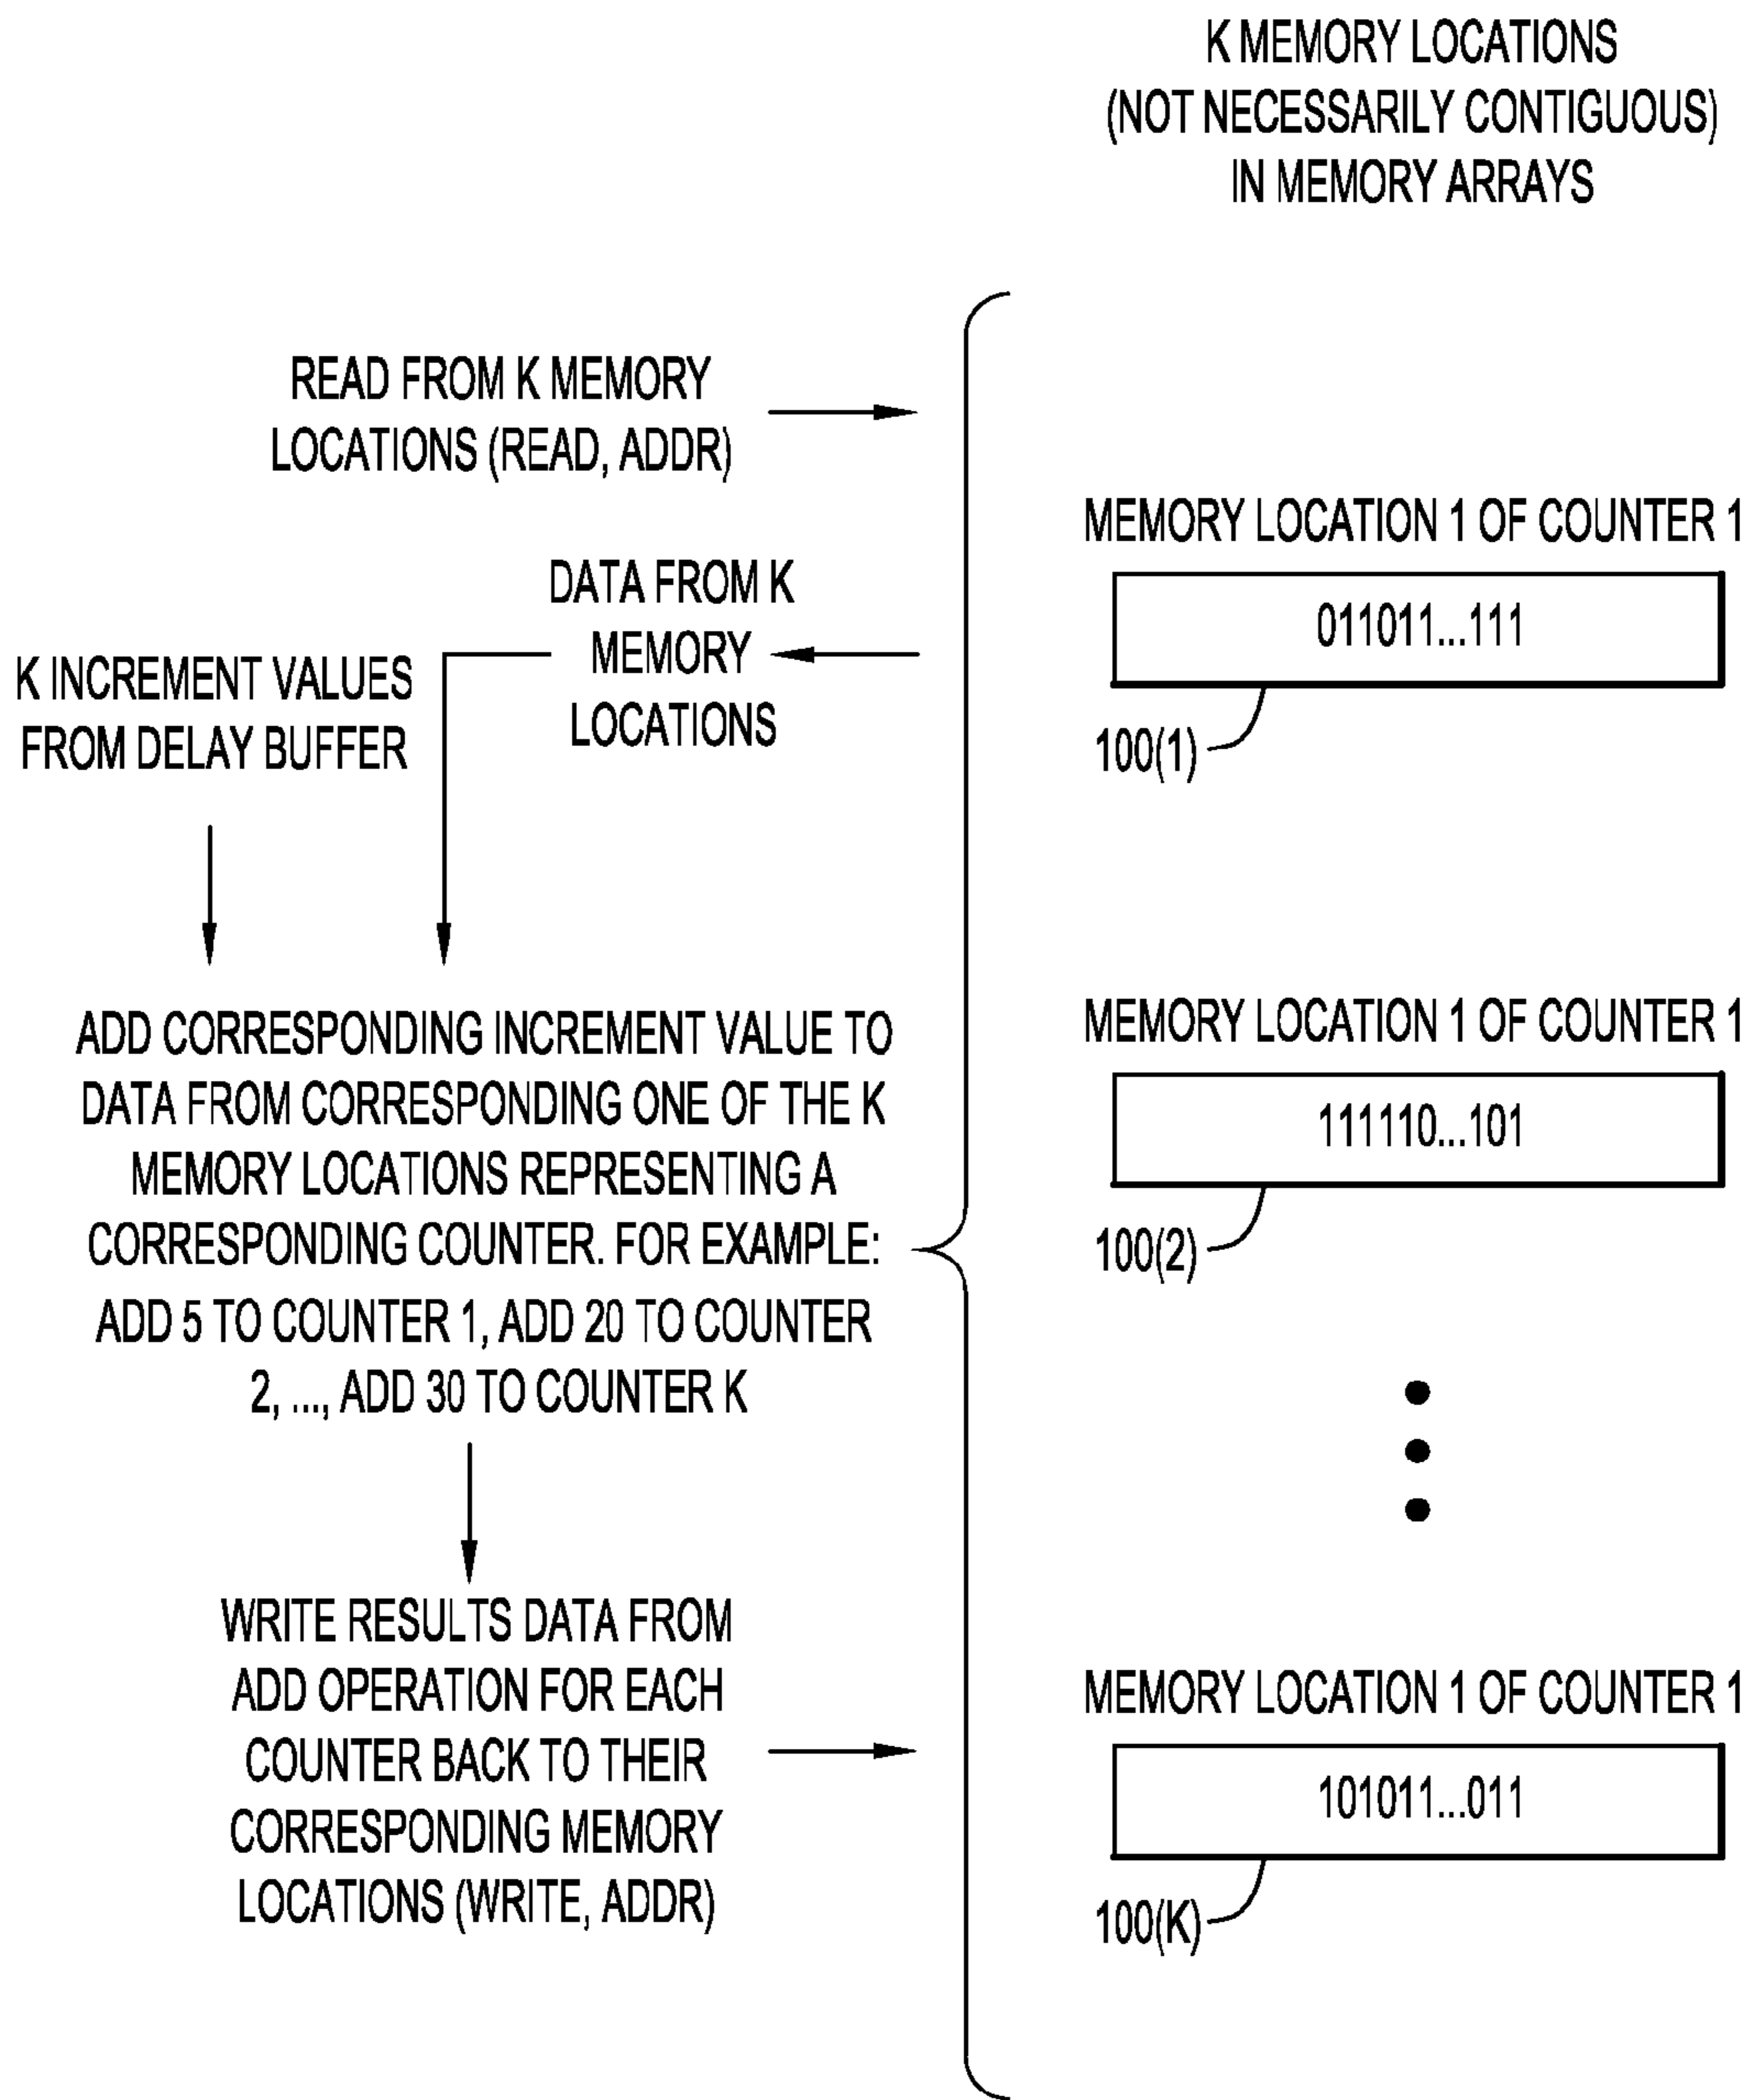 K MEMORY LOCATIONS
(NOT NECESSARILY CONTIGUOUS)
IN MEMORY ARRAYS
READ FROM K MEMORY
LOCATIONS (READ, ADDR)
DATA FROM K
MEMORY
LOCATIONS
K INCREMENT VALUES
FROM DELAY BUFFER
ADD CORRESPONDING INCREMENT VALUE TO
DATA FROM CORRESPONDING ONE OF THE K
MEMORY LOCATIONS REPRESENTING A
CORRESPONDING COUNTER. FOR EXAMPLE:
ADD 5 TO COUNTER 1, ADD 20 TO COUNTER
2, ..., ADD 30 TO COUNTER K
WRITE RESULTS DATA FROM
ADD OPERATION FOR EACH
COUNTER BACK TO THEIR
CORRESPONDING MEMORY
LOCATIONS (WRITE, ADDR)
MEMORY LOCATION 1 OF COUNTER 1
011011...111
100(1)
MEMORY LOCATION 1 OF COUNTER 1
111110...101
100(2)
MEMORY LOCATION 1 OF COUNTER 1
101011...011
100(K)